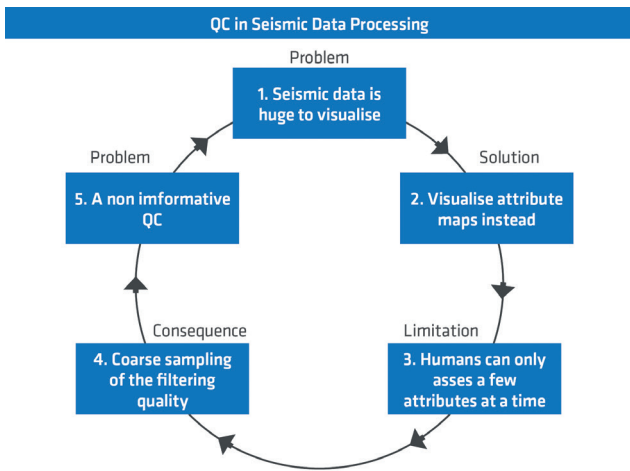 QC in Seismic Data Processing
Problem
1. Seismic data is
huge to visualise
Solution
2. Visualise attribute
maps instead
Limitation
3. Humans can only
asses a few
attributes at a time
Consequence
4. Coarse sampling
of the filtering
quality
Problem
5. A non imformative
QC